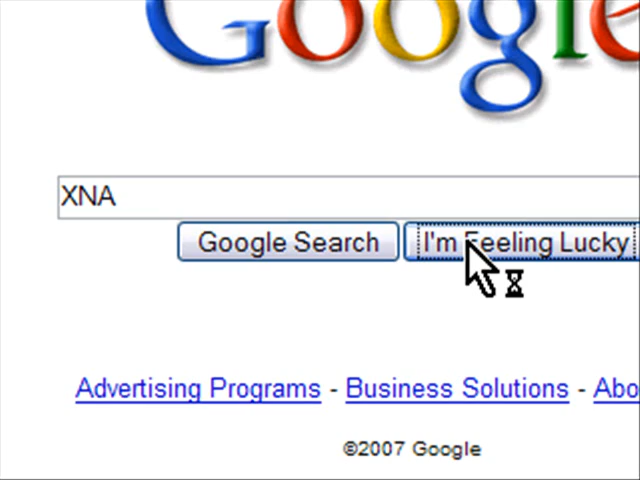 Google
XNA
Google Search I'm Feeling Lucky
Advertising Programs - Business Solutions - Abo
©2007 Google